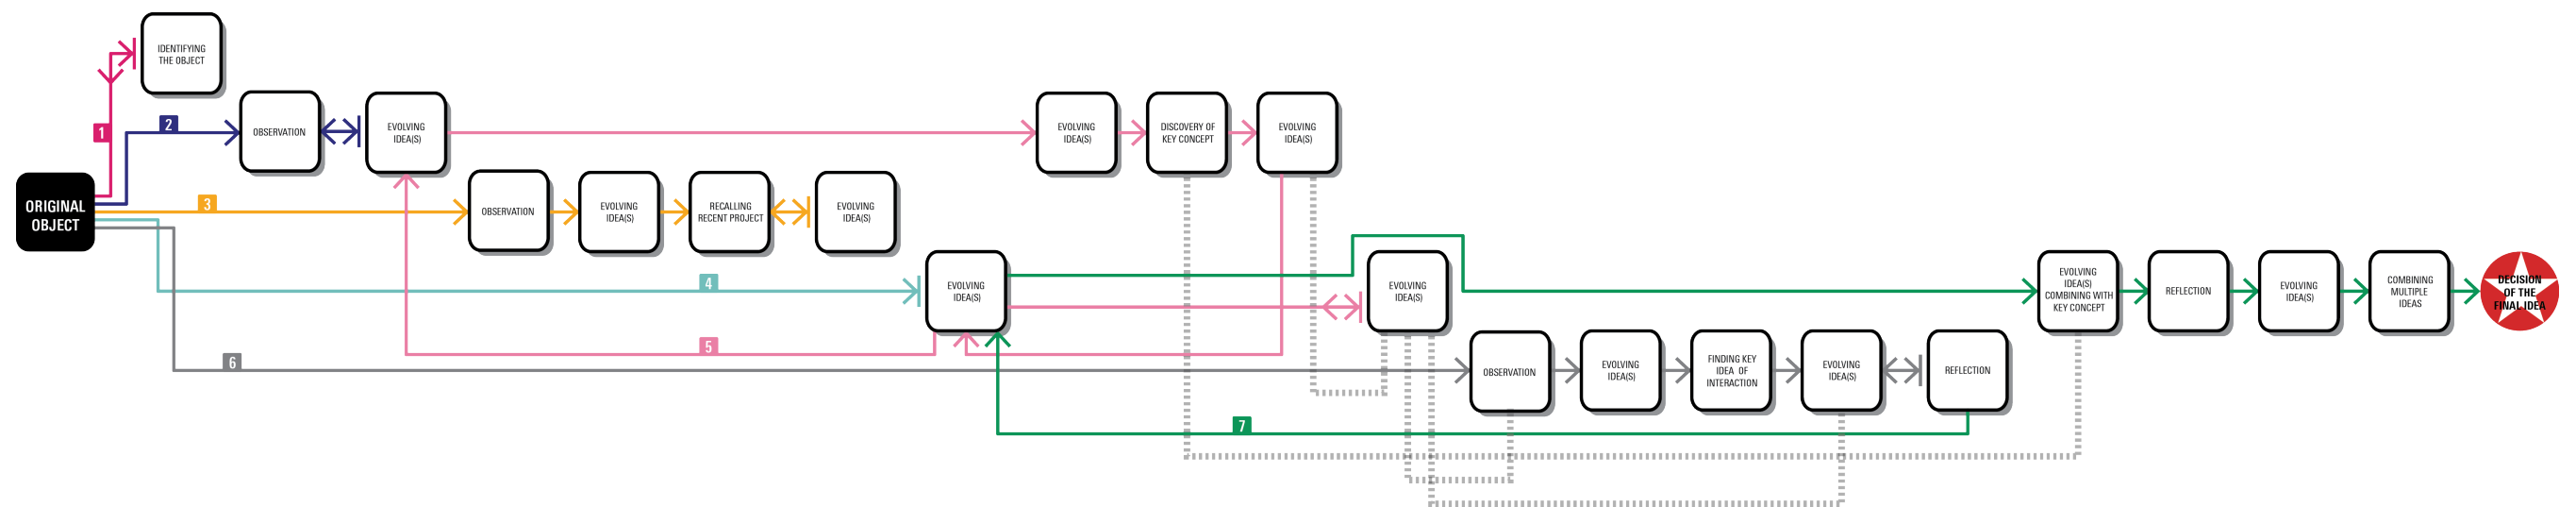 IDENTIFYING
THE OBJECT
1
2
OBSERVATION
EVOLVING
IDEA(S)
EVOLVING
IDEA(S)
DISCOVERY OF
KEY CONCEPT
EVOLVING
IDEA(S)
ORIGINAL
OBJECT
3
OBSERVATION
EVOLVING
IDEA(S)
RECALLING
RECENT PROJECT
EVOLVING
IDEA(S)
4
EVOLVING
IDEA(S)
EVOLVING
IDEA(S)
EVOLVING
IDEA(S)
COMBINING WITH
KEY CONCEPT
REFLECTION
EVOLVING
IDEA(S)
COMBINING
MULTIPLE
IDEAS
DECISION
OF THE
FINAL IDEA
5
6
OBSERVATION
EVOLVING
IDEA(S)
FINDING KEY
IDEA OF
INTERACTION
EVOLVING
IDEA(S)
REFLECTION
7